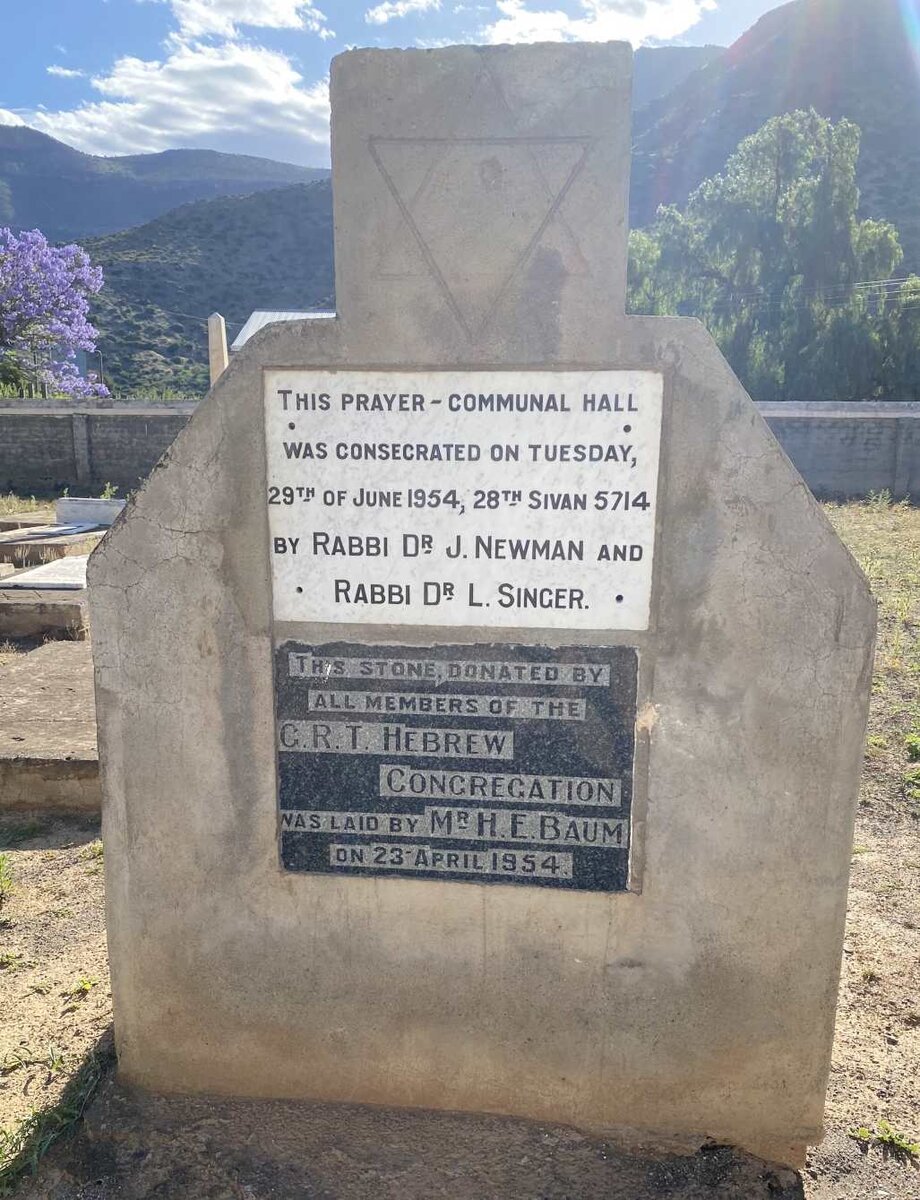 THIS PRAYER - COMMUNAL HALL
WAS CONSECRATED ON TUESDAY,
29TH OF JUNE 1954, 28TH SIVAN 5714
BY RABBI DR J. NEWMAN AND
• RABBI DR L. SINGER. •
THIS STONE, DONATED BY
ALL MEMBERS OF THE
G.R.T. HEBREW
CONGREGATION
WAS LAID BY MR H.E. BAUM
ON 23RD APRIL 1954.